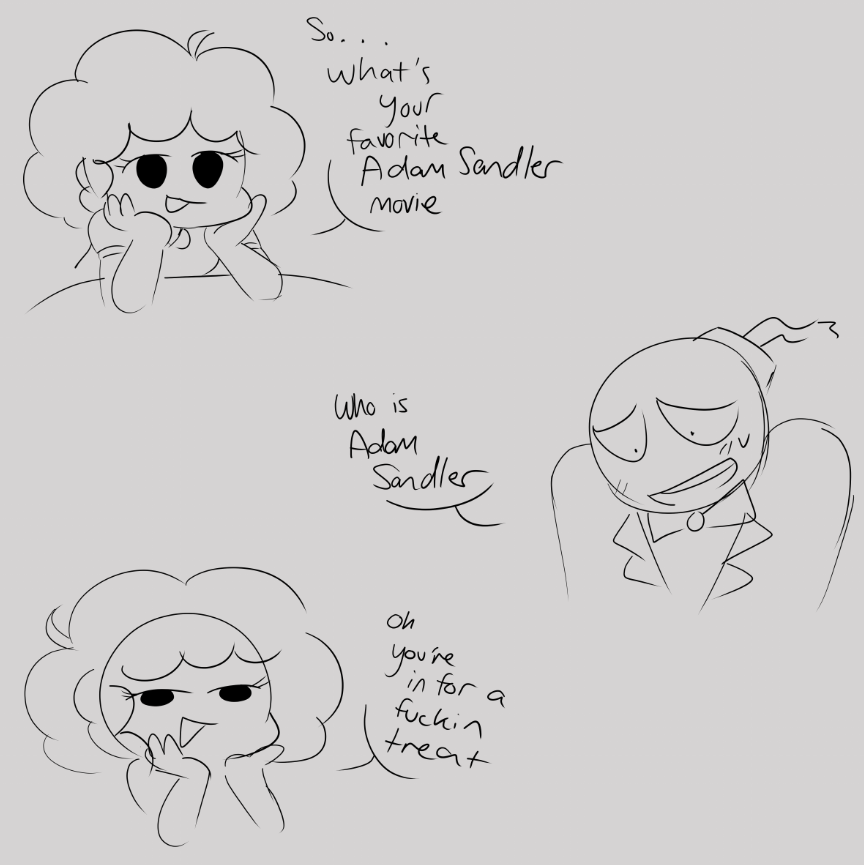 So...
What's
your
favorite
Adam Sandler
movie
Who is
Adam
Sandler
oh
you're
in for a
fuckin
treat